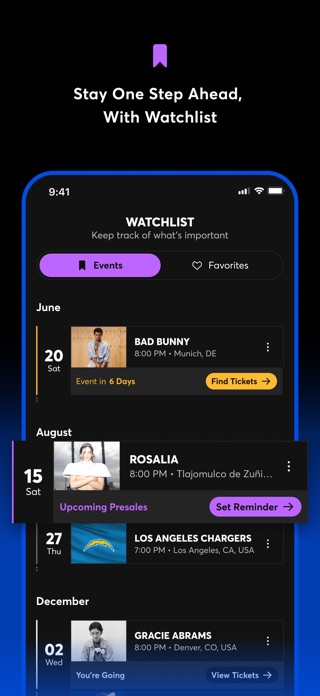 Stay One Step Ahead,
With Watchlist
9:41
WATCHLIST
Keep track of what's important
Events
Favorites
June
20
Sat
BAD BUNNY
8:00 PM • Munich, DE
Event in 6 Days
Find Tickets →
August
15
Sat
ROSALIA
8:00 PM • Tlajomulco de Zuñi...
Upcoming Presales
Set Reminder →
27
Thu
LOS ANGELES CHARGERS
7:00 PM • Los Angeles, CA, USA
December
02
Wed
GRACIE ABRAMS
8:00 PM • Denver, CO, USA
You're Going
View Tickets →